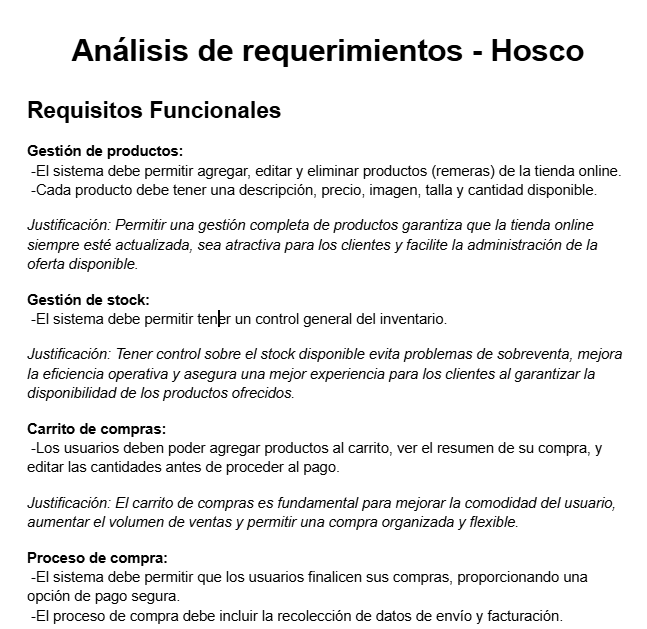 Análisis de requerimientos - Hosco
Requisitos Funcionales
Gestión de productos:
-El sistema debe permitir agregar, editar y eliminar productos (remeras) de la tienda online.
-Cada producto debe tener una descripción, precio, imagen, talla y cantidad disponible.
Justificación: Permitir una gestión completa de productos garantiza que la tienda online
siempre esté actualizada, sea atractiva para los clientes y facilite la administración de la
oferta disponible.
Gestión de stock:
-El sistema debe permitir tener un control general del inventario.
Justificación: Tener control sobre el stock disponible evita problemas de sobreventa, mejora
la eficiencia operativa y asegura una mejor experiencia para los clientes al garantizar la
disponibilidad de los productos ofrecidos.
Carrito de compras:
-Los usuarios deben poder agregar productos al carrito, ver el resumen de su compra, y
editar las cantidades antes de proceder al pago.
Justificación: El carrito de compras es fundamental para mejorar la comodidad del usuario,
aumentar el volumen de ventas y permitir una compra organizada y flexible.
Proceso de compra:
-El sistema debe permitir que los usuarios finalicen sus compras, proporcionando una
opción de pago segura.
-El proceso de compra debe incluir la recolección de datos de envío y facturación.